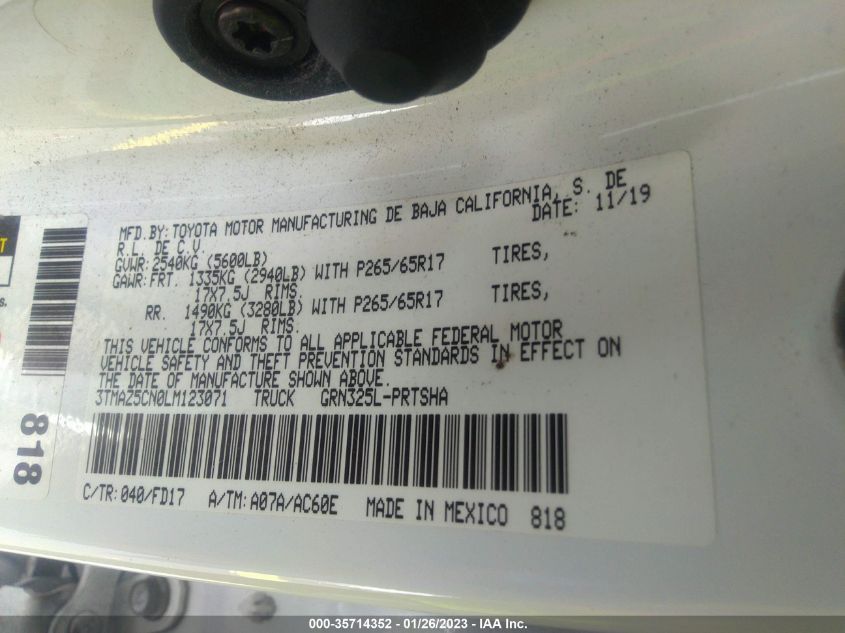 MFD.BY:TOYOTA MOTOR MANUFACTURING DE BAJA CALIFORNIA, S. DE
R.L. DE C.V. DATE: 11/19
GVWR:2540KG (5600LB)
GAWR:FRT. 1335KG (2940LB) WITH P265/65R17 TIRES,
17X7.5J RIMS.
RR. 1490KG (3280LB) WITH P265/65R17 TIRES,
17X7.5J RIMS.
THIS VEHICLE CONFORMS TO ALL APPLICABLE FEDERAL MOTOR
VEHICLE SAFETY AND THEFT PREVENTION STANDARDS IN EFFECT ON
THE DATE OF MANUFACTURE SHOWN ABOVE.
3TMAZ5CN0LM123071 TRUCK GRN325L-PRTSHA
C/TR:040/FD17 A/TM:A07A/AC60E MADE IN MEXICO 818
818
000-35714352 - 01/26/2023 - IAA Inc.